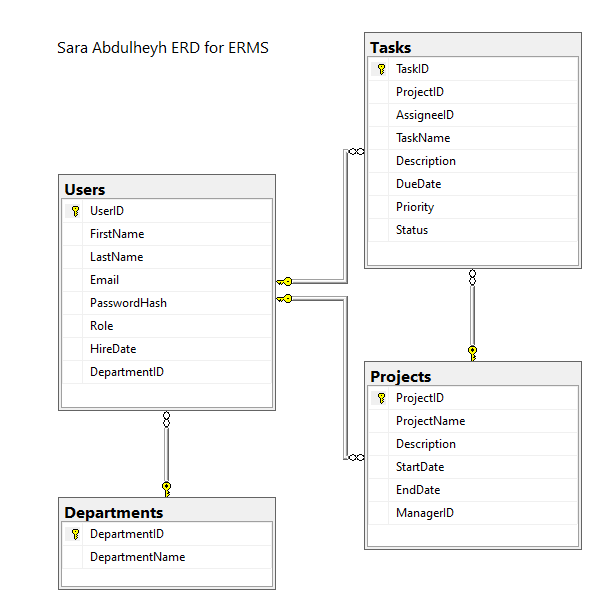 Sara Abdulheyh ERD for ERMS
Tasks
TaskID
ProjectID
AssigneeID
TaskName
Description
DueDate
Priority
Status
Users
UserID
FirstName
LastName
Email
PasswordHash
Role
HireDate
DepartmentID
Projects
ProjectID
ProjectName
Description
StartDate
EndDate
ManagerID
Departments
DepartmentID
DepartmentName